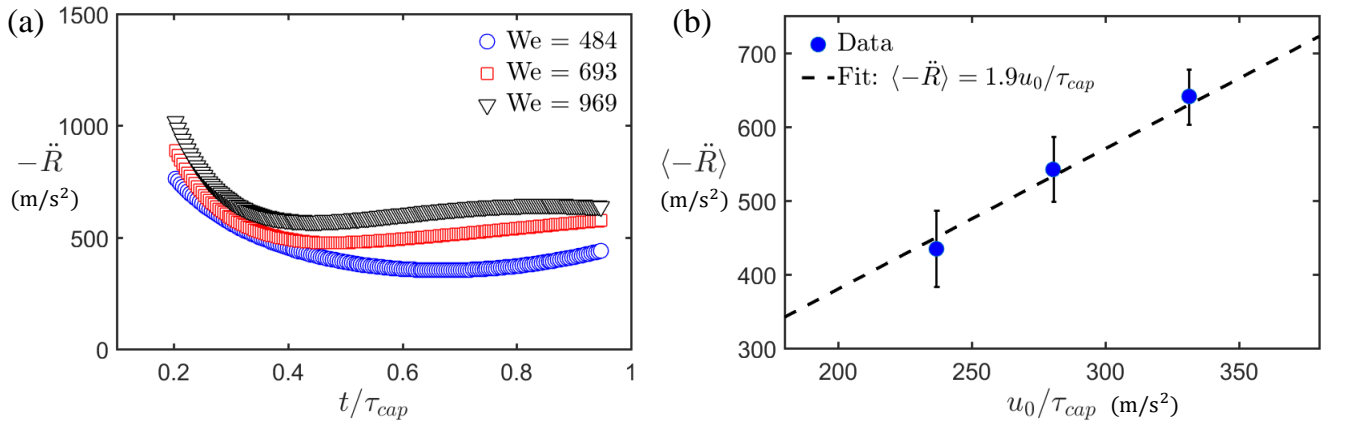 (a)
1500
1000
500
0
−R̈
(m/s²)
We = 484
We = 693
We = 969
0.2
0.4
0.6
0.8
1
t/τcap
(b)
700
600
500
400
300
⟨−R̈⟩
(m/s²)
Data
Fit: ⟨−R̈⟩ = 1.9u₀/τcap
200
250
300
350
u₀/τcap (m/s²)